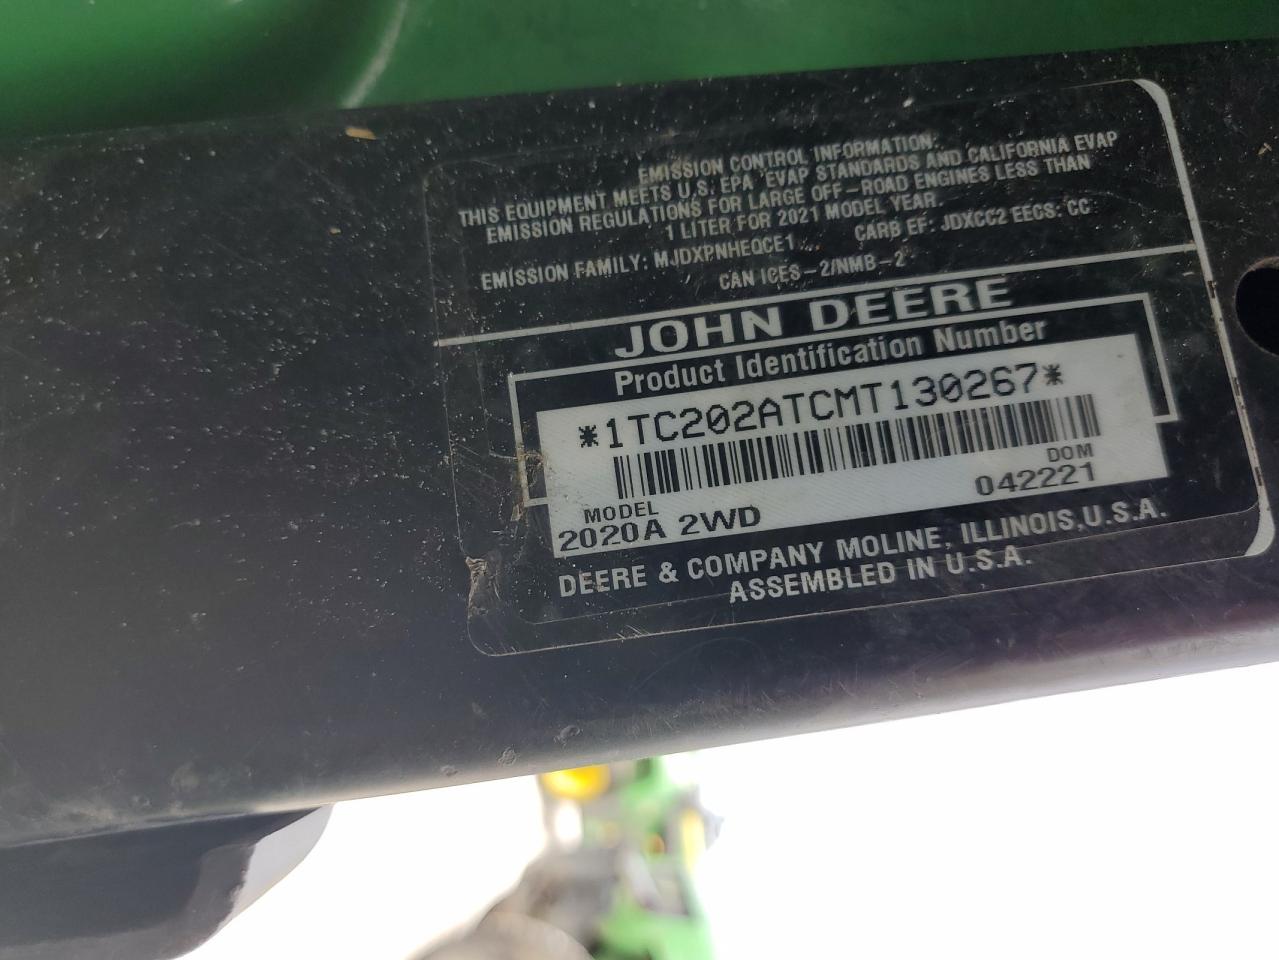 EMISSION CONTROL INFORMATION:
THIS EQUIPMENT MEETS U.S. EPA EVAP STANDARDS AND CALIFORNIA EVAP
EMISSION REGULATIONS FOR LARGE OFF-ROAD ENGINES LESS THAN
1 LITER FOR 2021 MODEL YEAR.
EMISSION FAMILY: MJDXPNHEQCE1 CARB EF: JDXCC2 EECS: CC
CAN ICES-2/NMB-2
JOHN DEERE
Product Identification Number
*1TC202ATCMT130267*
MODEL DOM
2020A 2WD 042221
DEERE & COMPANY MOLINE, ILLINOIS, U.S.A.
ASSEMBLED IN U.S.A.